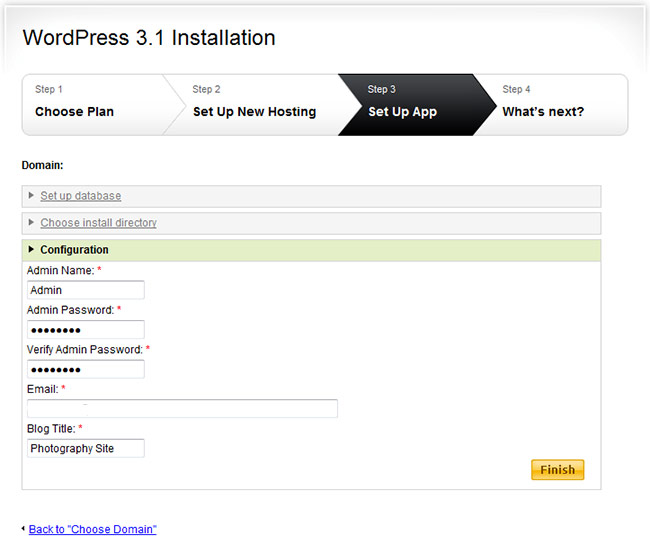 WordPress 3.1 Installation
Step 1
Choose Plan
Step 2
Set Up New Hosting
Step 3
Set Up App
Step 4
What's next?
Domain:
Set up database
Choose install directory
Configuration
Admin Name: *
Admin
Admin Password: *
●●●●●●●●
Verify Admin Password: *
●●●●●●●●
Email: *
Blog Title: *
Photography Site
Finish
Back to "Choose Domain"